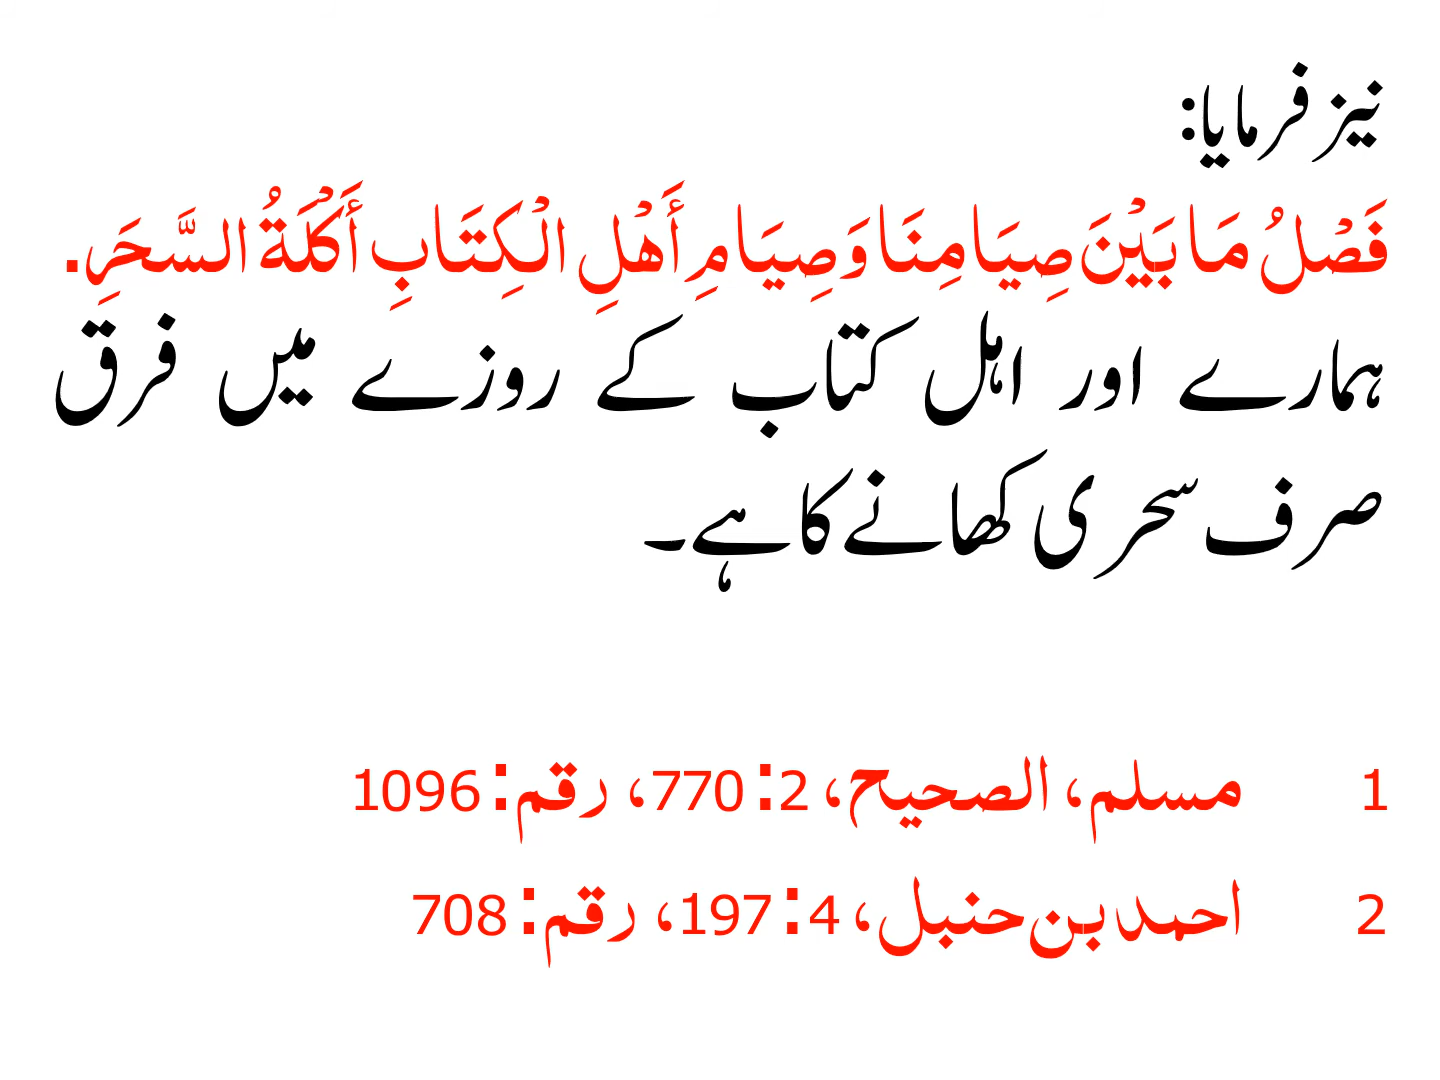 نیز فرمایا:
فَصْلُ مَا بَيْنَ صِيَامِنَا وَصِيَامِ أَهْلِ الْكِتَابِ أَكْلَةُ السَّحَرِ.
ہمارے اور اہل کتاب کے روزے میں فرق
صرف سحری کھانے کا ہے۔
1 مسلم، الصحیح، 2: 770، رقم: 1096
2 احمد بن حنبل، 4: 197، رقم: 708